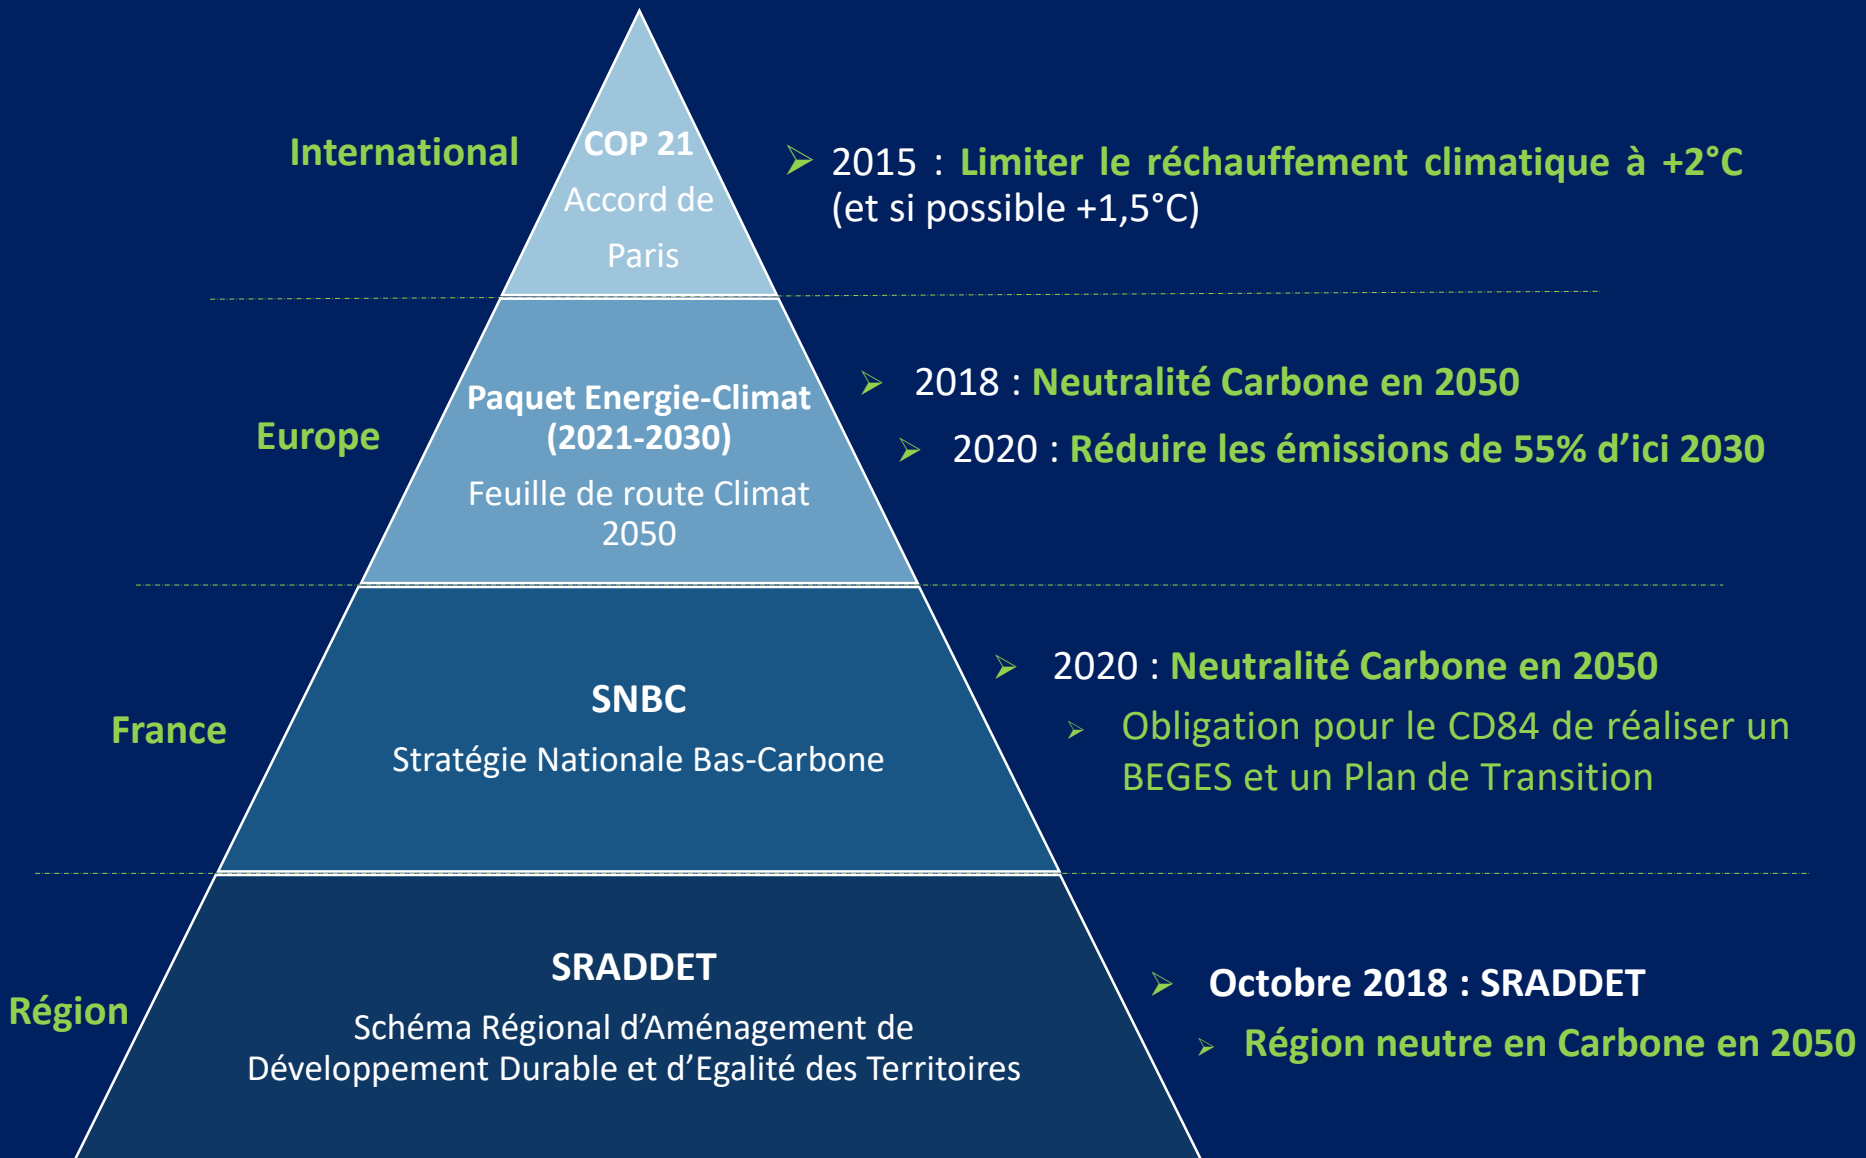 International
COP 21
Accord de
Paris
➢ 2015 : Limiter le réchauffement climatique à +2°C
(et si possible +1,5°C)
Europe
Paquet Energie-Climat
(2021-2030)
Feuille de route Climat
2050
➢ 2018 : Neutralité Carbone en 2050
➢ 2020 : Réduire les émissions de 55% d’ici 2030
France
SNBC
Stratégie Nationale Bas-Carbone
➢ 2020 : Neutralité Carbone en 2050
➢ Obligation pour le CD84 de réaliser un
BEGES et un Plan de Transition
Région
SRADDET
Schéma Régional d’Aménagement de
Développement Durable et d’Egalité des Territoires
➢ Octobre 2018 : SRADDET
➢ Région neutre en Carbone en 2050